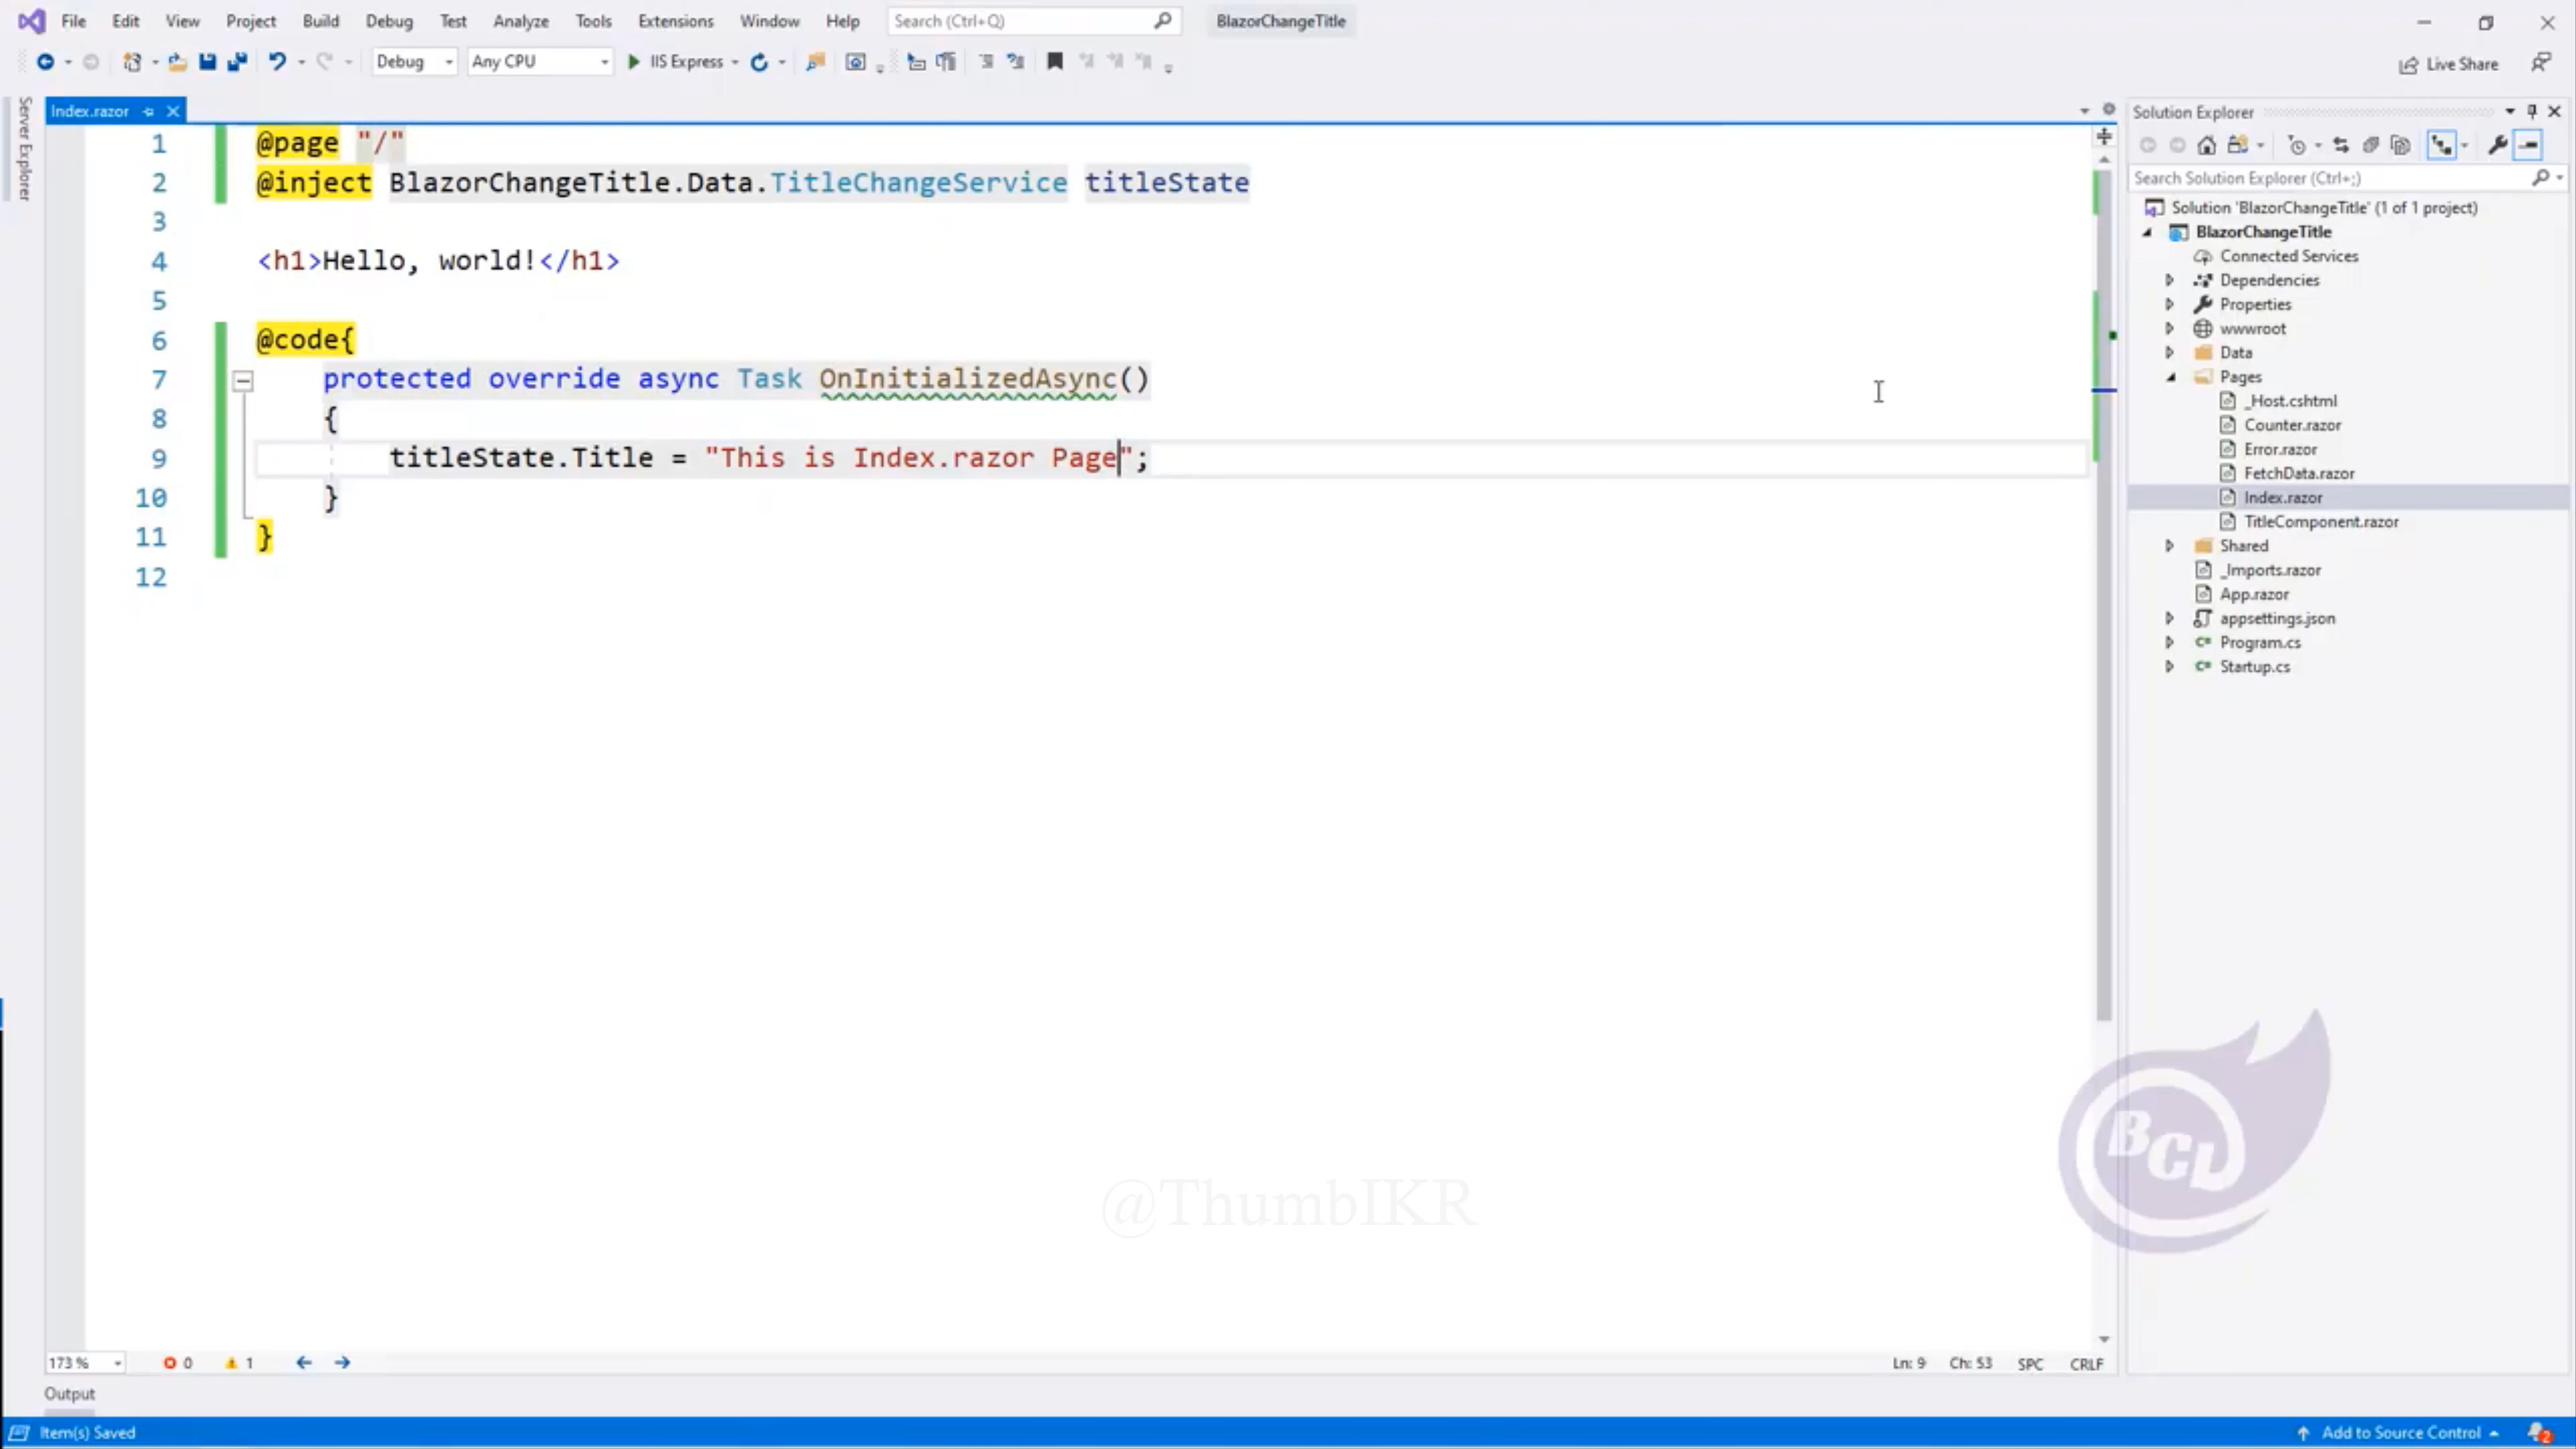 File Edit View Project Build Debug Test Analyze Tools Extensions Window Help Search (Ctrl+Q) BlazorChangeTitle
Debug Any CPU IIS Express Live Share
Server Explorer
Index.razor
1 @page "/"
2 @inject BlazorChangeTitle.Data.TitleChangeService titleState
3
4 <h1>Hello, world!</h1>
5
6 @code{
7 protected override async Task OnInitializedAsync()
8 {
9 titleState.Title = "This is Index.razor Page";
10 }
11 }
12
Solution Explorer
Search Solution Explorer (Ctrl+;)
Solution 'BlazorChangeTitle' (1 of 1 project)
BlazorChangeTitle
Connected Services
Dependencies
Properties
wwwroot
Data
Pages
_Host.cshtml
Counter.razor
Error.razor
FetchData.razor
Index.razor
TitleComponent.razor
Shared
_Imports.razor
App.razor
appsettings.json
Program.cs
Startup.cs
BCL
@ThumbIKR
173 % 0 1 Ln: 9 Ch: 53 SPC CRLF
Output
Item(s) Saved Add to Source Control 2